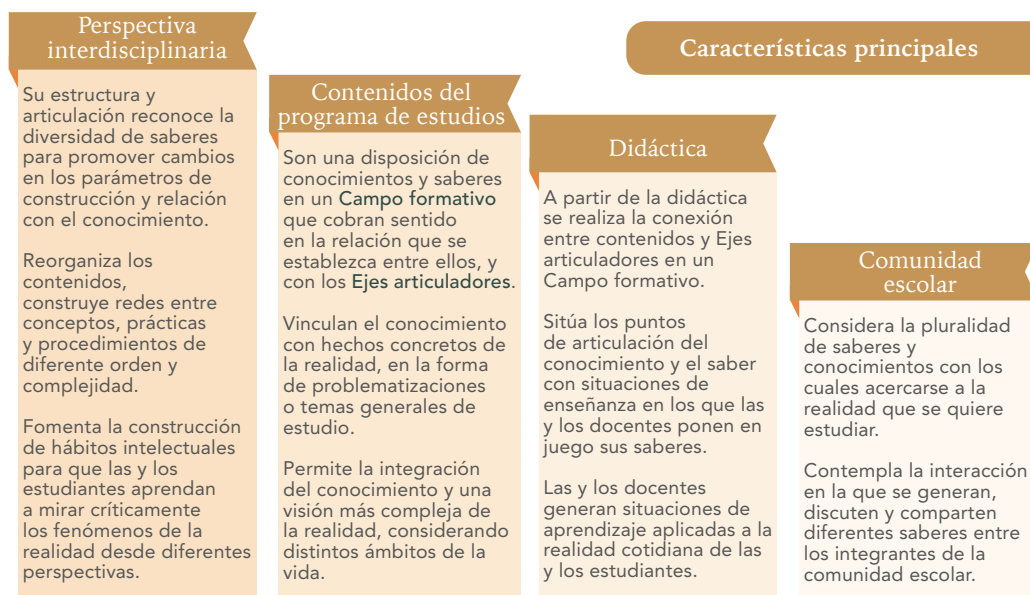 Características principales
Perspectiva
interdisciplinaria
Su estructura y
articulación reconoce la
diversidad de saberes
para promover cambios
en los parámetros de
construcción y relación
con el conocimiento.
Reorganiza los
contenidos,
construye redes entre
conceptos, prácticas
y procedimientos de
diferente orden y
complejidad.
Fomenta la construcción
de hábitos intelectuales
para que las y los
estudiantes aprendan
a mirar críticamente
los fenómenos de la
realidad desde diferentes
perspectivas.
Contenidos del
programa de estudios
Son una disposición de
conocimientos y saberes
en un Campo formativo
que cobran sentido
en la relación que se
establezca entre ellos, y
con los Ejes articuladores.
Vinculan el conocimiento
con hechos concretos de
la realidad, en la forma
de problematizaciones
o temas generales de
estudio.
Permite la integración
del conocimiento y una
visión más compleja de
la realidad, considerando
distintos ámbitos de la
vida.
Didáctica
A partir de la didáctica
se realiza la conexión
entre contenidos y Ejes
articuladores en un
Campo formativo.
Sitúa los puntos
de articulación del
conocimiento y el saber
con situaciones de
enseñanza en los que las
y los docentes ponen en
juego sus saberes.
Las y los docentes
generan situaciones de
aprendizaje aplicadas a la
realidad cotidiana de las
y los estudiantes.
Comunidad
escolar
Considera la pluralidad
de saberes y
conocimientos con los
cuales acercarse a la
realidad que se quiere
estudiar.
Contempla la interacción
en la que se generan,
discuten y comparten
diferentes saberes entre
los integrantes de la
comunidad escolar.